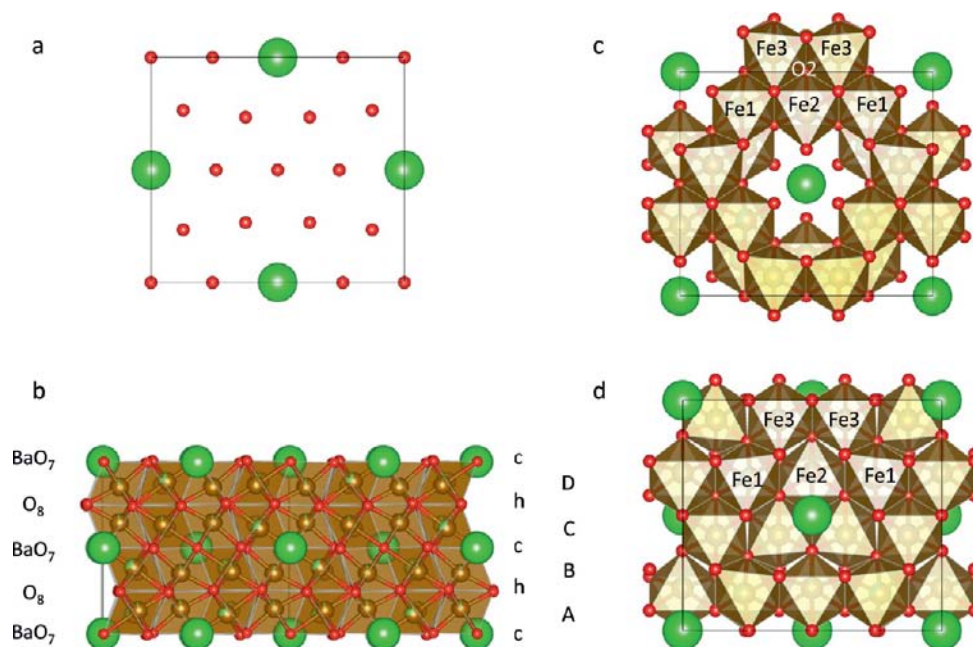 a
c
Fe3 Fe3
O2
Fe1 Fe2 Fe1
b
BaO7 c
O8 h
BaO7 c
O8 h
BaO7 c
d
Fe3 Fe3
Fe1 Fe2 Fe1
D
C
B
A